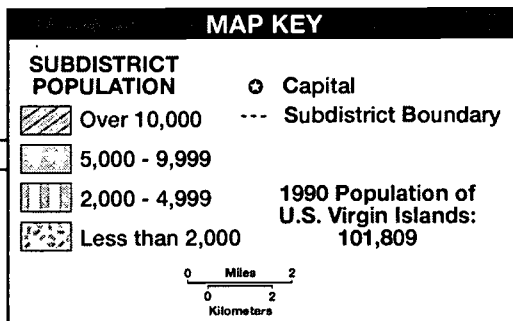 MAP KEY
SUBDISTRICT
POPULATION
Over 10,000
5,000 - 9,999
2,000 - 4,999
Less than 2,000
Capital
Subdistrict Boundary
1990 Population of
U.S. Virgin Islands:
101,809
0 Miles 2
0 2
Kilometers